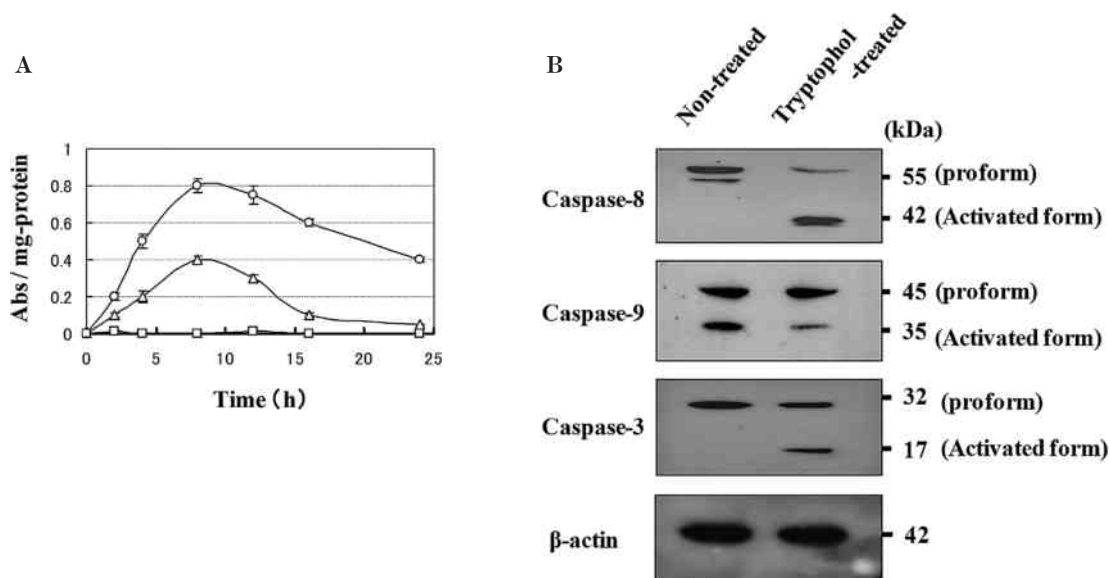 A
Abs / mg-protein
1
0.8
0.6
0.4
0.2
0
0 5 10 15 20 25
Time (h)
B
Non-treated
Tryptophol
-treated
(kDa)
Caspase-8
55 (proform)
42 (Activated form)
Caspase-9
45 (proform)
35 (Activated form)
Caspase-3
32 (proform)
17 (Activated form)
β-actin
42